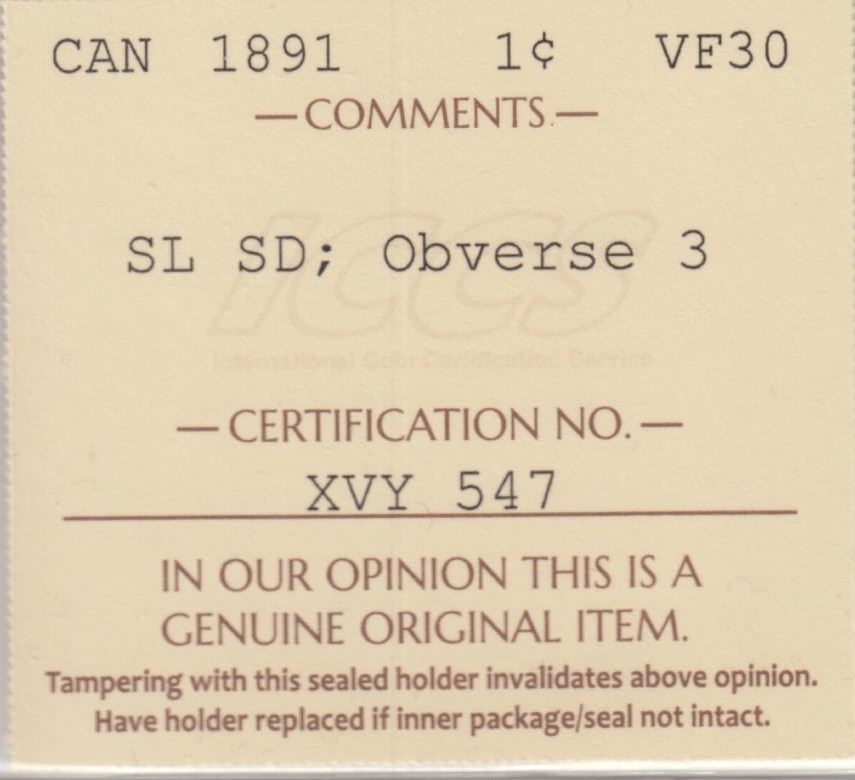 CAN 1891 1¢ VF30
—COMMENTS—
SL SD; Obverse 3
ICCS
International Coin Certification Service
— CERTIFICATION NO. —
XVY 547
IN OUR OPINION THIS IS A
GENUINE ORIGINAL ITEM.
Tampering with this sealed holder invalidates above opinion.
Have holder replaced if inner package/seal not intact.